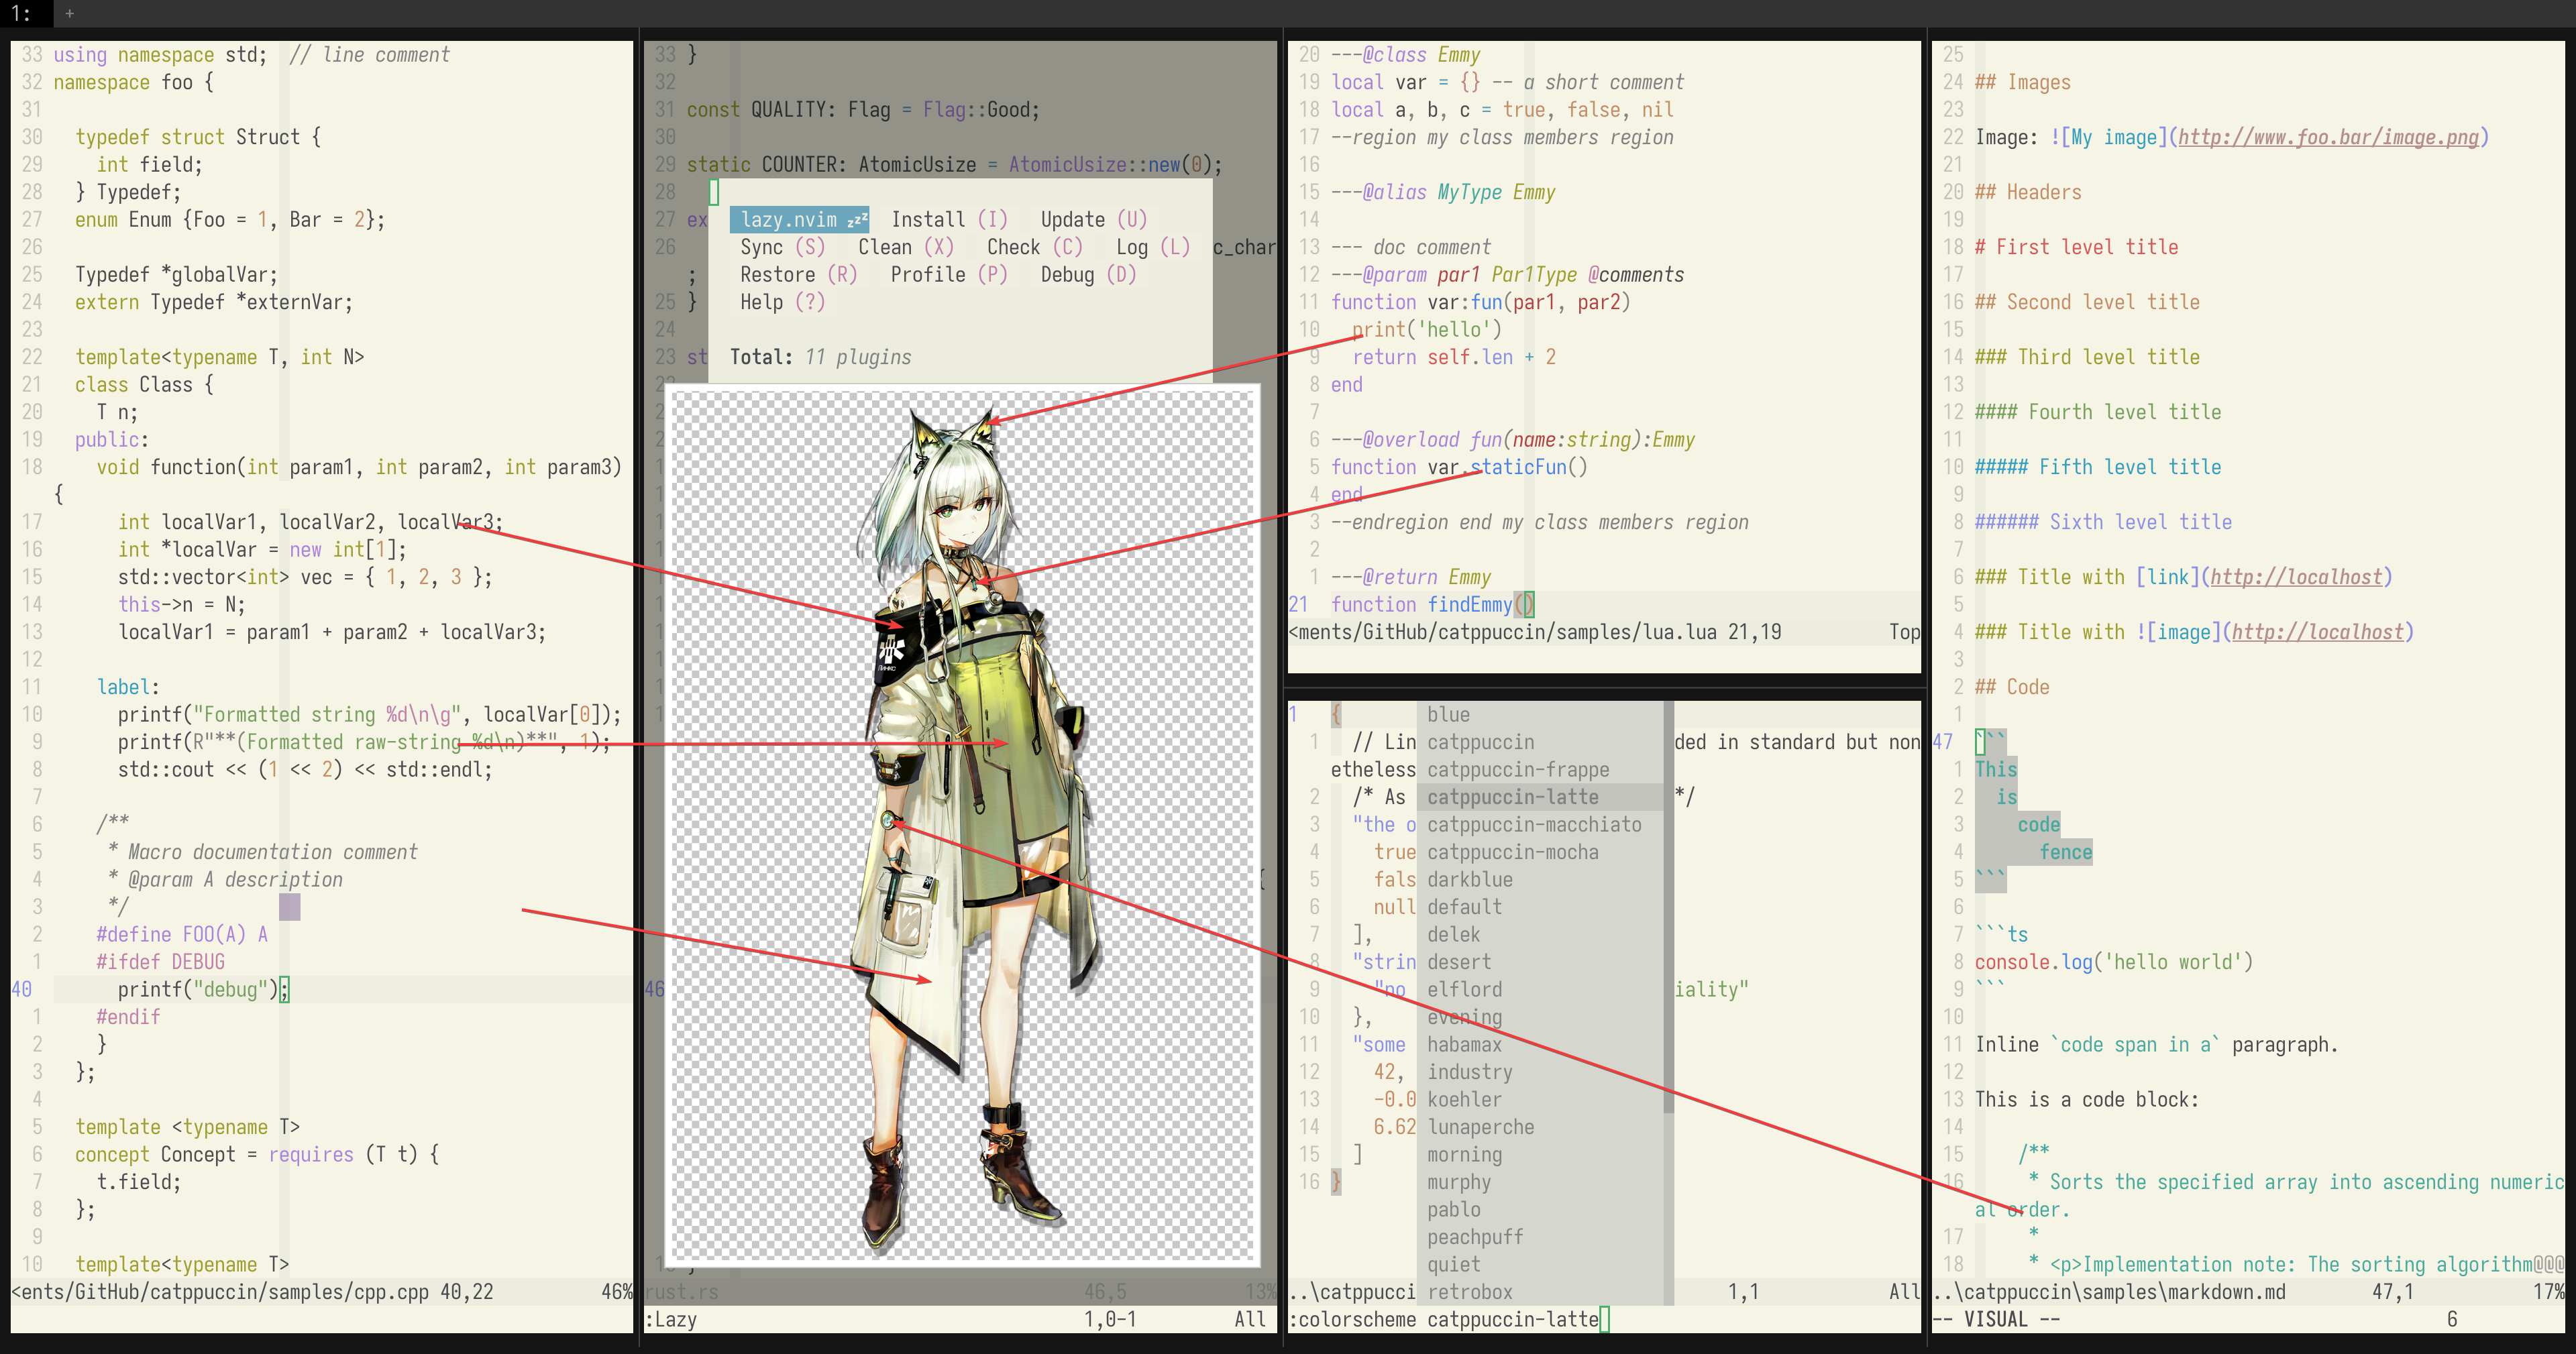 1: +
33 using namespace std;  // line comment
32 namespace foo {
31
30   typedef struct Struct {
29     int field;
28   } Typedef;
27   enum Enum {Foo = 1, Bar = 2};
26
25   Typedef *globalVar;
24   extern Typedef *externVar;
23
22   template<typename T, int N>
21   class Class {
20     T n;
19   public:
18     void function(int param1, int param2, int param3)
{
17       int localVar1, localVar2, localVar3;
16       int *localVar = new int[1];
15       std::vector<int> vec = { 1, 2, 3 };
14       this->n = N;
13       localVar1 = param1 + param2 + localVar3;
12
11     label:
10       printf("Formatted string %d\n\g", localVar[0]);
9       printf(R"**(Formatted raw-string %d\n)**", 1);
8       std::cout << (1 << 2) << std::endl;
7
6     /**
5      * Macro documentation comment
4      * @param A description
3      */
2     #define FOO(A) A
1     #ifdef DEBUG
40       printf("debug");
1     #endif
2     }
3   };
4
5   template <typename T>
6   concept Concept = requires (T t) {
7     t.field;
8   };
9
10   template<typename T>
<ents/GitHub/catppuccin/samples/cpp.cpp 40,22 46%
33 }
32
31 const QUALITY: Flag = Flag::Good;
30
29 static COUNTER: AtomicUsize = AtomicUsize::new(0);
28
27 ex
lazy.nvim Install (I) Update (U)
26 Sync (S) Clean (X) Check (C) Log (L) c_char
; Restore (R) Profile (P) Debug (D)
25 } Help (?)
24
23 st Total: 11 plugins
46
rust.rs 46,5 13%
:Lazy 1,0-1 All
20 ---@class Emmy
19 local var = {} -- a short comment
18 local a, b, c = true, false, nil
17 --region my class members region
16
15 ---@alias MyType Emmy
14
13 --- doc comment
12 ---@param par1 Par1Type @comments
11 function var:fun(par1, par2)
10   print('hello')
9   return self.len + 2
8 end
7
6 ---@overload fun(name:string):Emmy
5 function var.staticFun()
4 end
3 --endregion end my class members region
2
1 ---@return Emmy
21 function findEmmy()
<ments/GitHub/catppuccin/samples/lua.lua 21,19 Top
1 { blue
1 // Lin catppuccin ded in standard but non
etheless catppuccin-frappe
2 /* As catppuccin-latte */
3 "the o catppuccin-macchiato
4 true catppuccin-mocha
5 fals darkblue
6 null default
7 ], delek
8 "strin desert
9 "no elflord iality"
10 }, evening
11 "some habamax
12 42, industry
13 -0.0 koehler
14 6.62 lunaperche
15 ] morning
16 } murphy
pablo
peachpuff
quiet
..\catppucci retrobox 1,1 All
:colorscheme catppuccin-latte
25
24 ## Images
23
22 Image: ![My image](http://www.foo.bar/image.png)
21
20 ## Headers
19
18 # First level title
17
16 ## Second level title
15
14 ### Third level title
13
12 #### Fourth level title
11
10 ##### Fifth level title
9
8 ###### Sixth level title
7
6 ### Title with [link](http://localhost)
5
4 ### Title with ![image](http://localhost)
3
2 ## Code
1
47 ```
1 This
2   is
3     code
4       fence
5 ```
6
7 ```ts
8 console.log('hello world')
9 ```
10
11 Inline `code span in a` paragraph.
12
13 This is a code block:
14
15     /**
16      * Sorts the specified array into ascending numeric
al order.
17      *
18      * <p>Implementation note: The sorting algorithm@@@
..\catppuccin\samples\markdown.md 47,1 17%
-- VISUAL -- 6